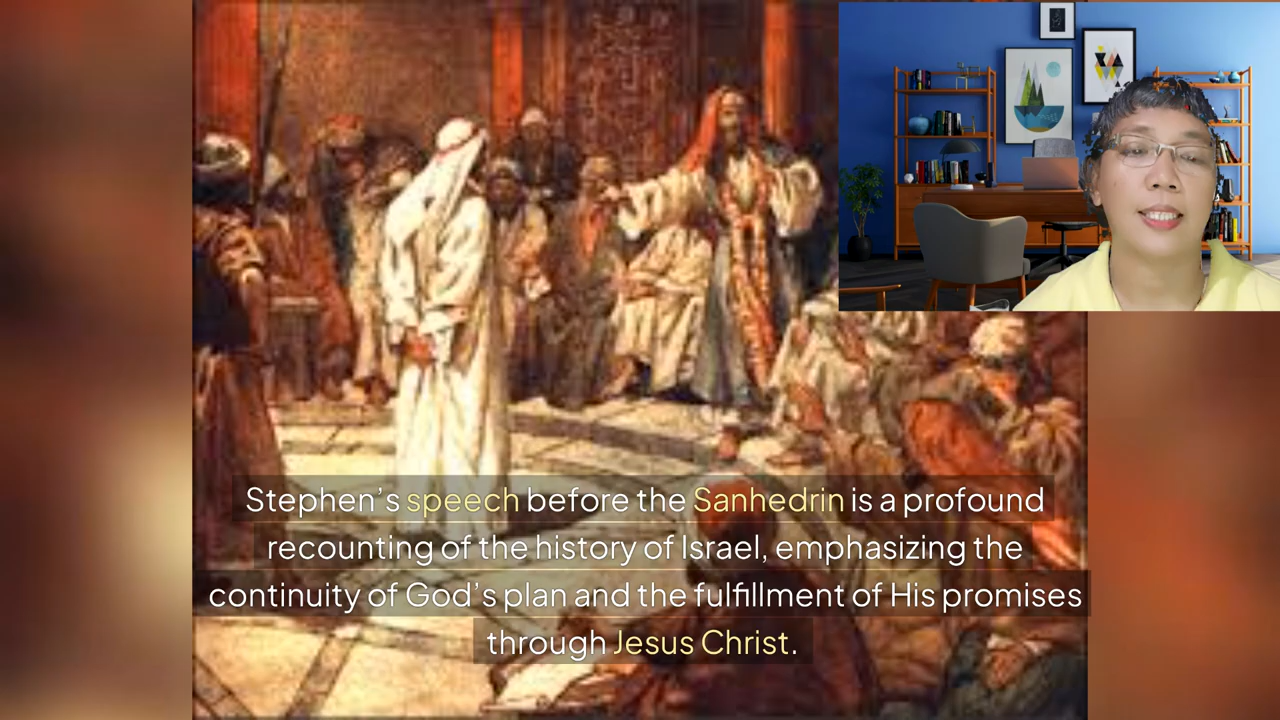 Stephen’s speech before the Sanhedrin is a profound
recounting of the history of Israel, emphasizing the
continuity of God’s plan and the fulfillment of His promises
through Jesus Christ.